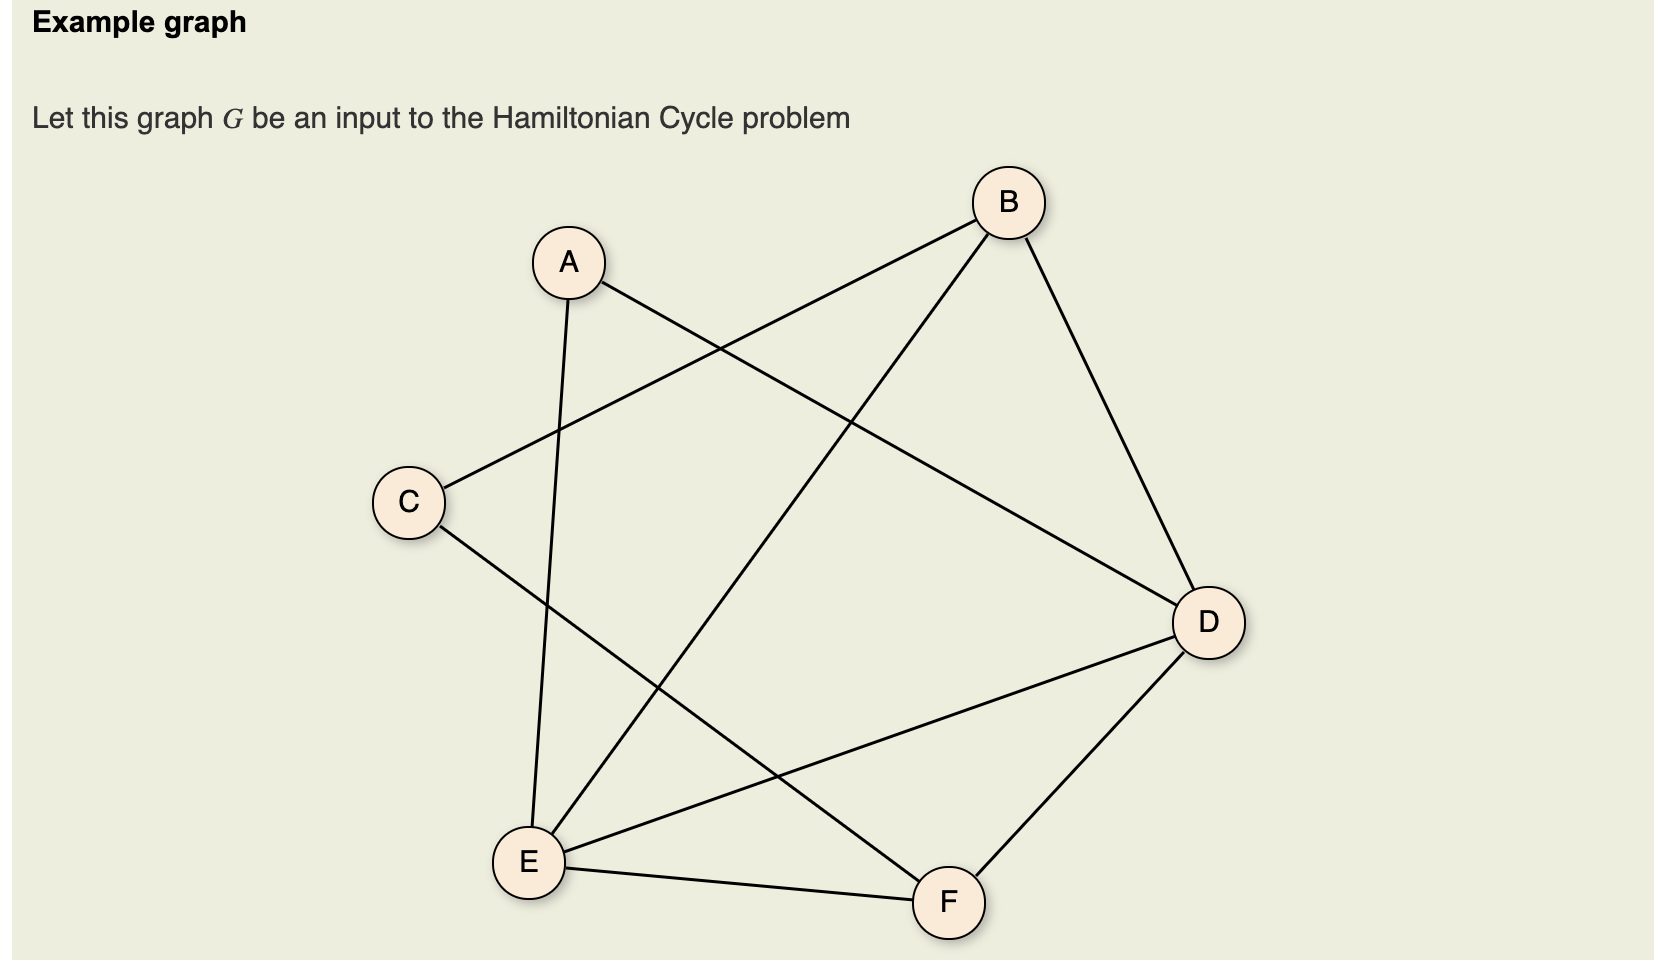 Example graph
Let this graph G be an input to the Hamiltonian Cycle problem
B
A
C
D
E
F